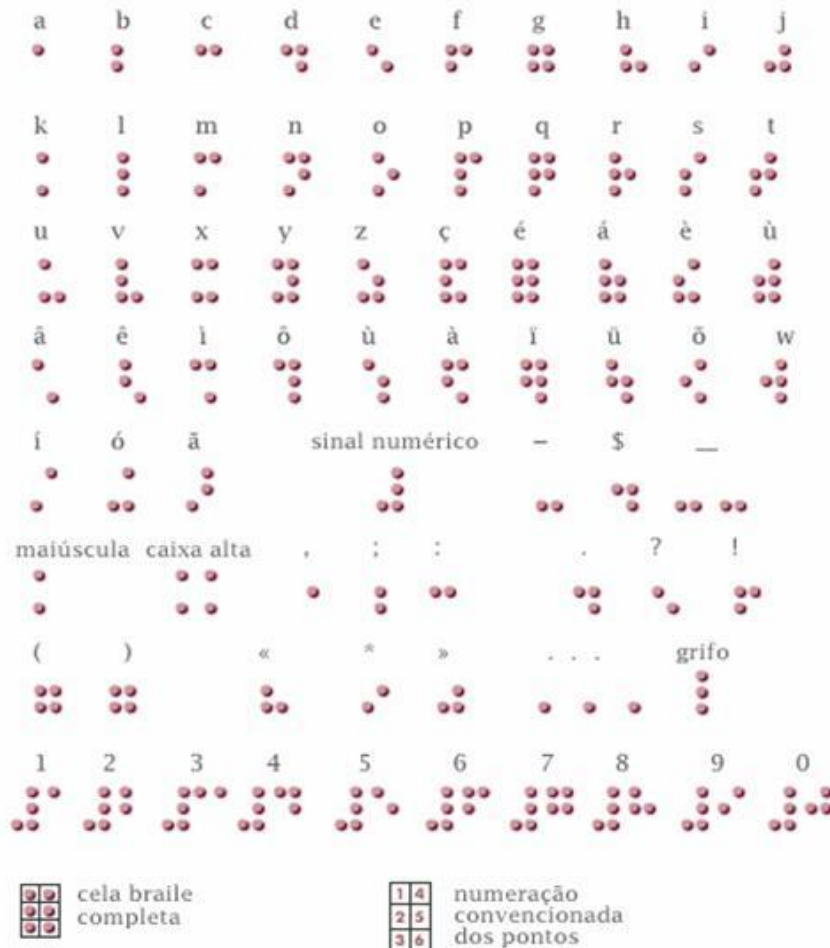 a b c d e f g h i j
k l m n o p q r s t
u v x y z ç é á è ù
â ê ì ô ù à ï ü õ w
í ó ã sinal numérico – $ __
maiúscula caixa alta , ; : . ? !
( ) « * » . . . grifo
1 2 3 4 5 6 7 8 9 0
cela braile
completa
1 4
2 5
3 6
numeração
convencionada
dos pontos